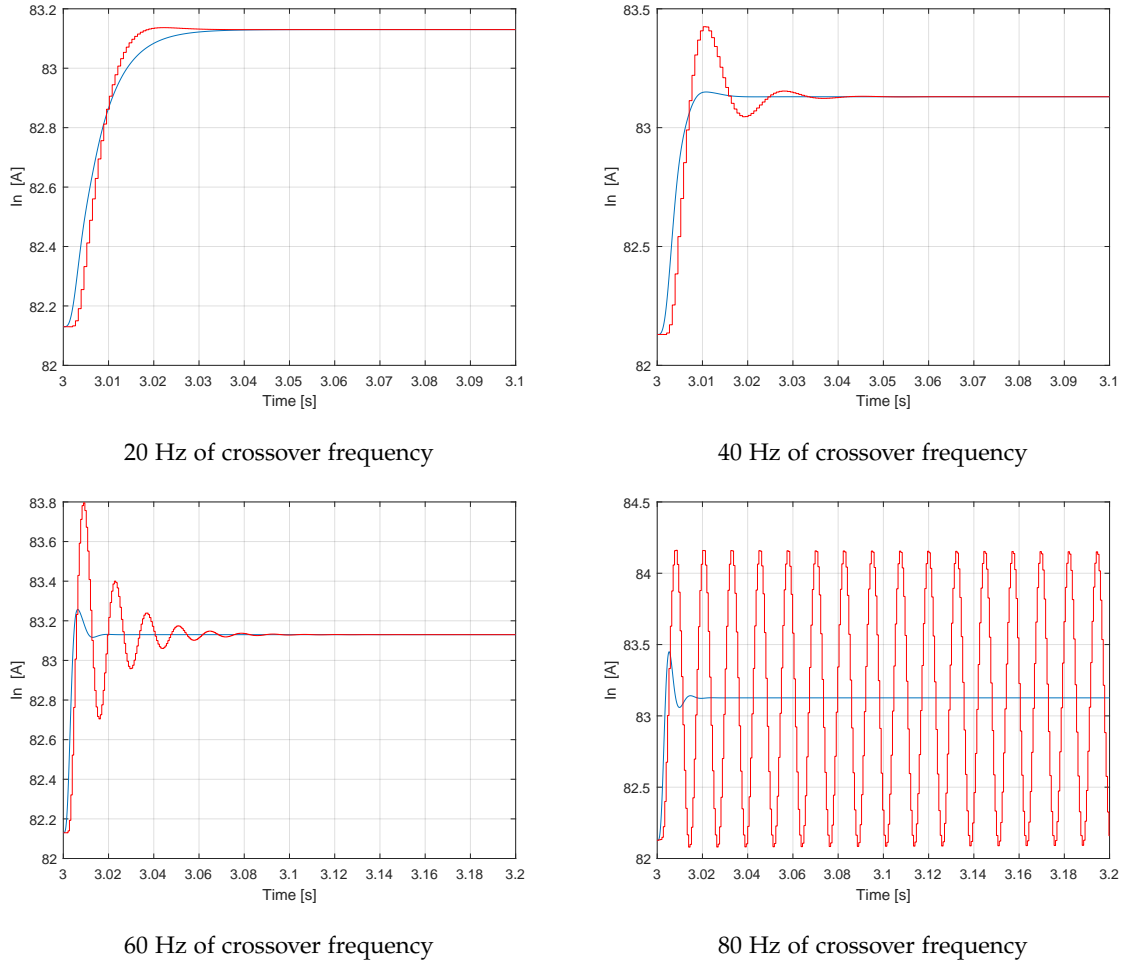 83.2
83
82.8
82.6
82.4
82.2
82
In [A]
3 3.01 3.02 3.03 3.04 3.05 3.06 3.07 3.08 3.09 3.1
Time [s]
20 Hz of crossover frequency
83.5
83
82.5
82
In [A]
3 3.01 3.02 3.03 3.04 3.05 3.06 3.07 3.08 3.09 3.1
Time [s]
40 Hz of crossover frequency
83.8
83.6
83.4
83.2
83
82.8
82.6
82.4
82.2
82
In [A]
3 3.02 3.04 3.06 3.08 3.1 3.12 3.14 3.16 3.18 3.2
Time [s]
60 Hz of crossover frequency
84.5
84
83.5
83
82.5
82
In [A]
3 3.02 3.04 3.06 3.08 3.1 3.12 3.14 3.16 3.18 3.2
Time [s]
80 Hz of crossover frequency